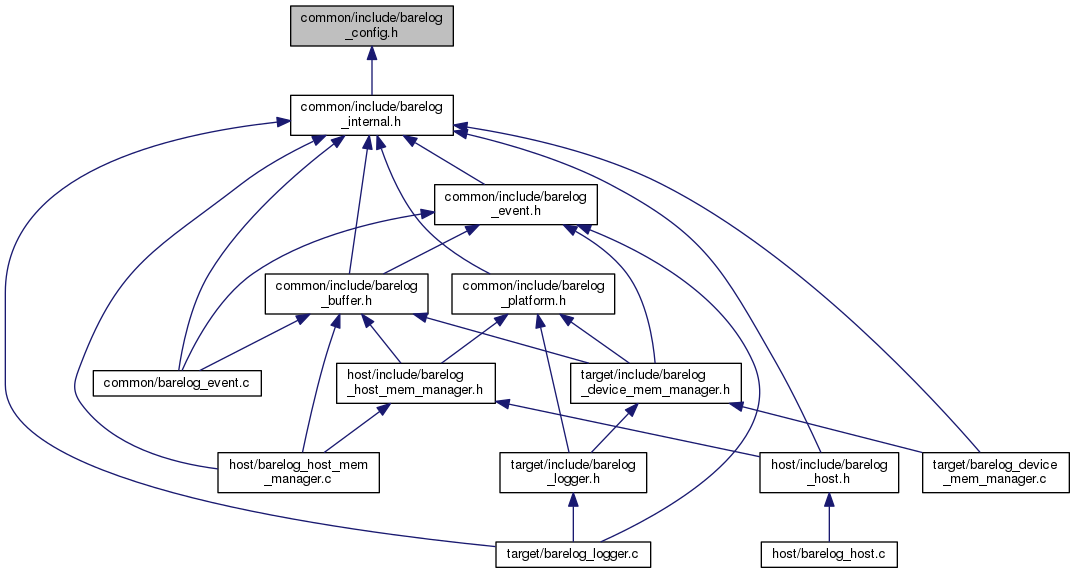 common/include/barelog
_config.h
common/include/barelog
_internal.h
common/include/barelog
_event.h
common/include/barelog
_buffer.h
common/include/barelog
_platform.h
common/barelog_event.c
host/include/barelog
_host_mem_manager.h
target/include/barelog
_device_mem_manager.h
host/barelog_host_mem
_manager.c
target/include/barelog
_logger.h
host/include/barelog
_host.h
target/barelog_device
_mem_manager.c
target/barelog_logger.c
host/barelog_host.c